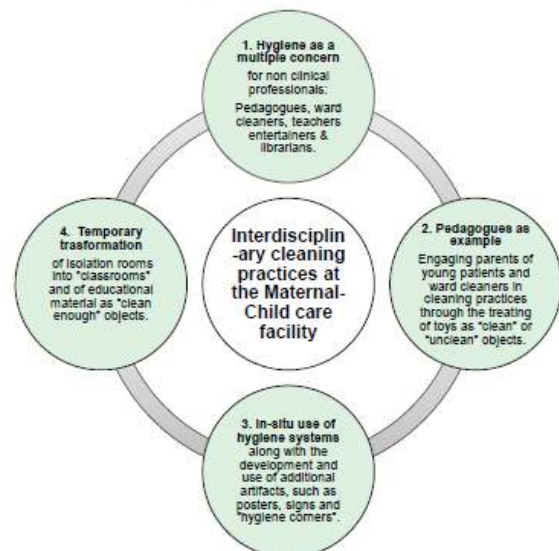 1. Hygiene as a
multiple concern
for non clinical
professionals:
Pedagogues, ward
cleaners, teachers
entertainers &
librarians.
2. Pedagogues as
example
Engaging parents of
young patients and
ward cleaners in
cleaning practices
through the treating
of toys as "clean" or
"unclean" objects.
3. In-situ use of
hygiene systems
along with the
development and
use of additional
artifacts, such as
posters, signs and
"hygiene corners".
4. Temporary
trasformation
of isolation rooms
into "classrooms"
and of educational
material as "clean
enough" objects.
Interdisciplin
-ary cleaning
practices at
the Maternal-
Child care
facility